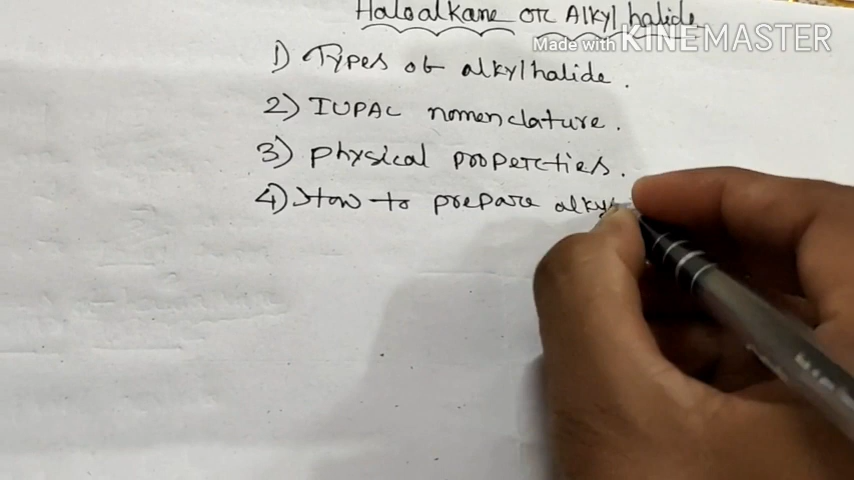 Haloalkane or Alkyl halide.
Made with KINEMASTER
1) Types of alkylhalide.
2) IUPAC nomenclature.
3) Physical properties.
4) How to prepare alkyl